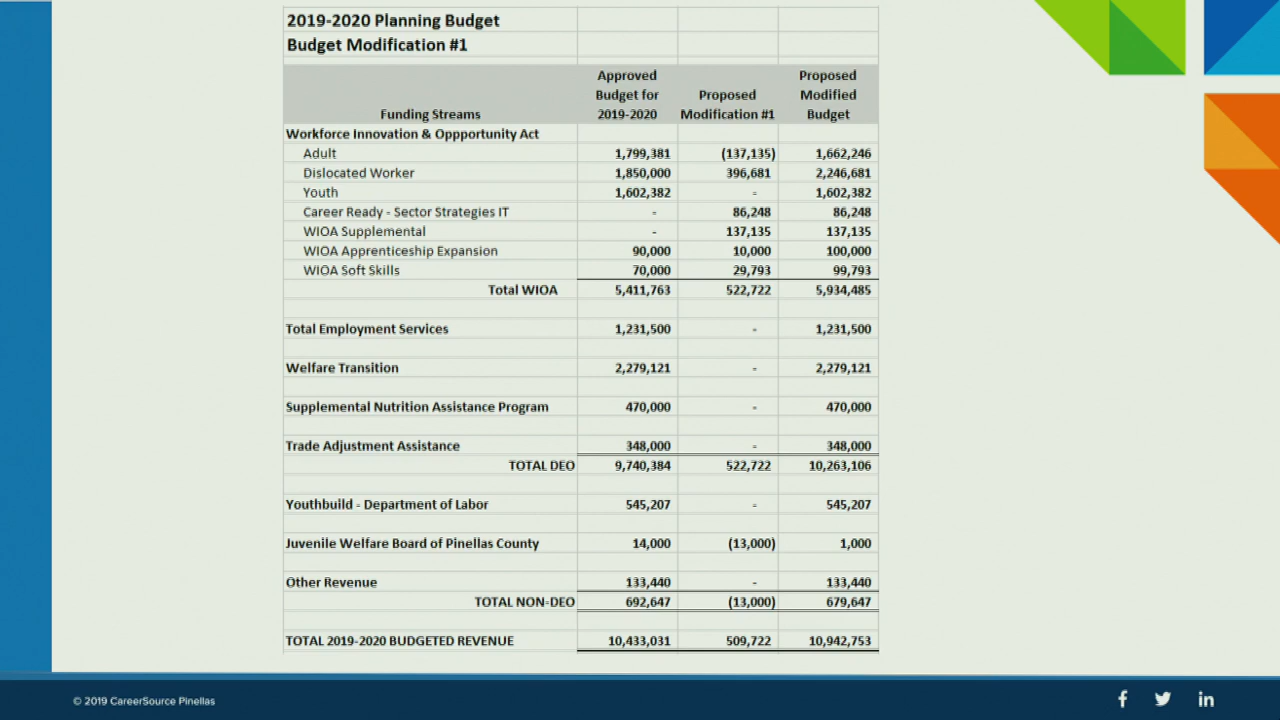 2019-2020 Planning Budget
Budget Modification #1
Funding Streams Approved Budget for 2019-2020 Proposed Modification #1 Proposed Modified Budget
Workforce Innovation & Oppportunity Act
Adult 1,799,381 (137,135) 1,662,246
Dislocated Worker 1,850,000 396,681 2,246,681
Youth 1,602,382 - 1,602,382
Career Ready - Sector Strategies IT - 86,248 86,248
WIOA Supplemental - 137,135 137,135
WIOA Apprenticeship Expansion 90,000 10,000 100,000
WIOA Soft Skills 70,000 29,793 99,793
Total WIOA 5,411,763 522,722 5,934,485
Total Employment Services 1,231,500 - 1,231,500
Welfare Transition 2,279,121 - 2,279,121
Supplemental Nutrition Assistance Program 470,000 - 470,000
Trade Adjustment Assistance 348,000 - 348,000
TOTAL DEO 9,740,384 522,722 10,263,106
Youthbuild - Department of Labor 545,207 - 545,207
Juvenile Welfare Board of Pinellas County 14,000 (13,000) 1,000
Other Revenue 133,440 - 133,440
TOTAL NON-DEO 692,647 (13,000) 679,647
TOTAL 2019-2020 BUDGETED REVENUE 10,433,031 509,722 10,942,753
© 2019 CareerSource Pinellas